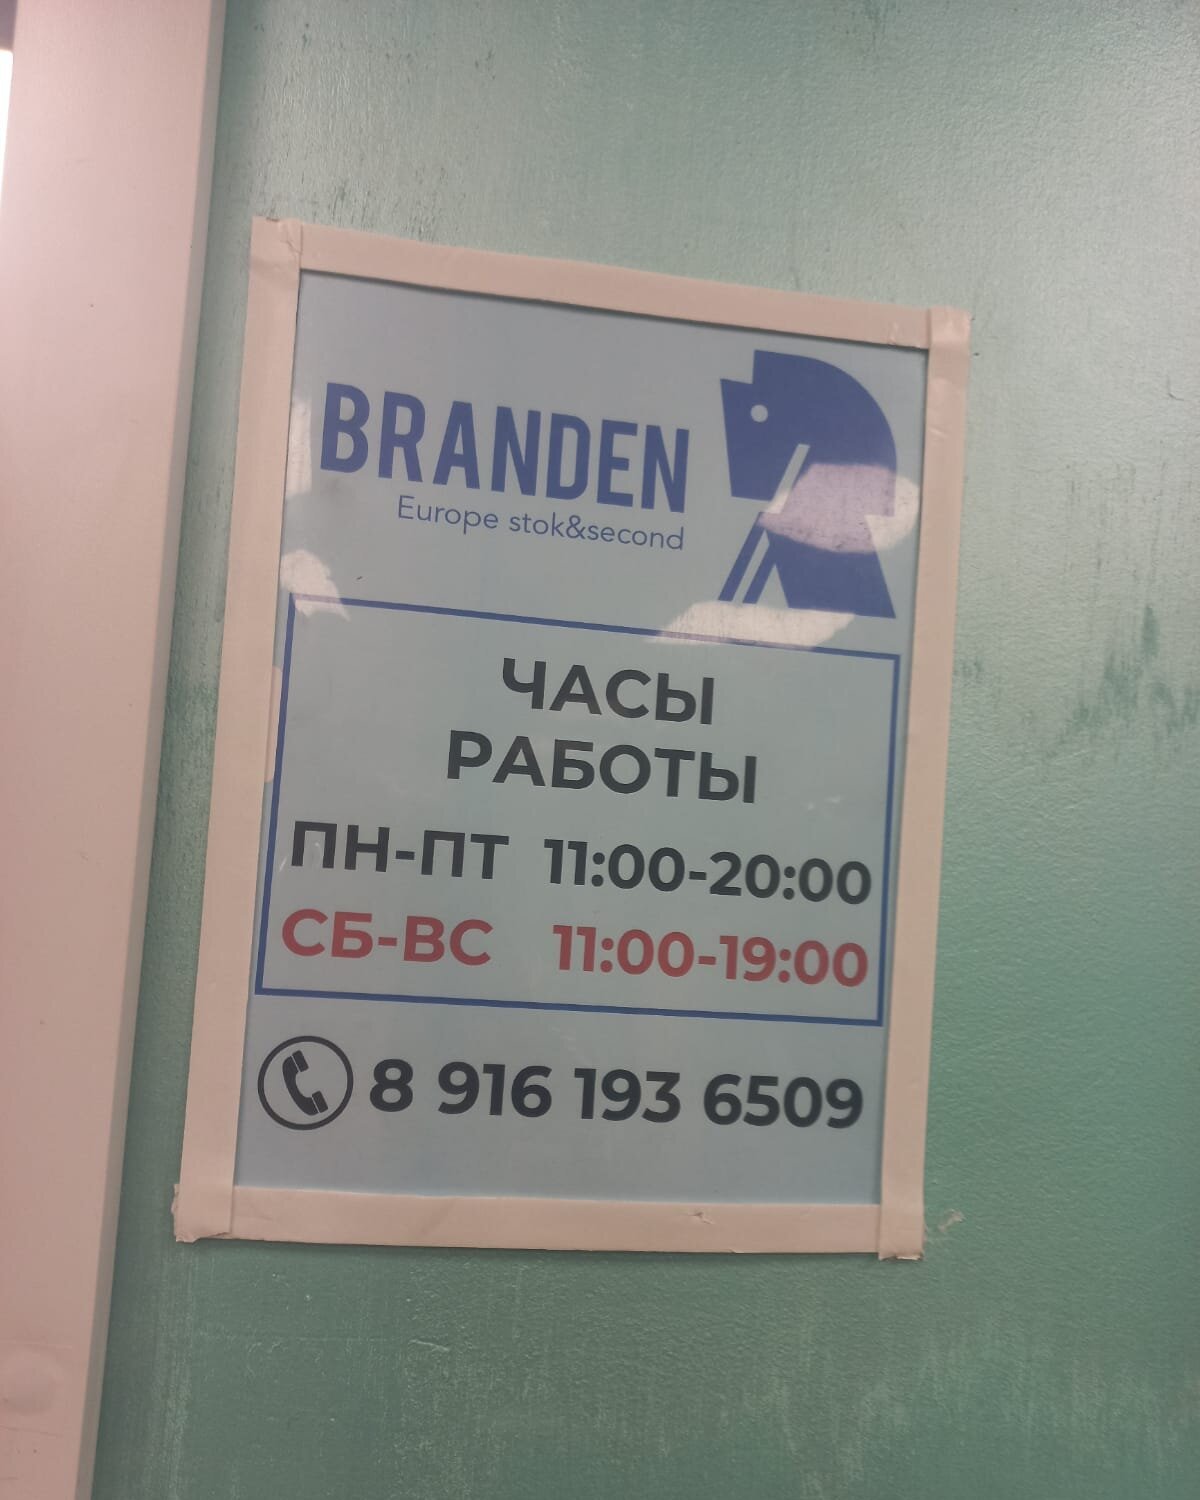 BRANDEN
Europe stok&second
ЧАСЫ
РАБОТЫ
ПН-ПТ 11:00-20:00
СБ-ВС 11:00-19:00
8 916 193 6509